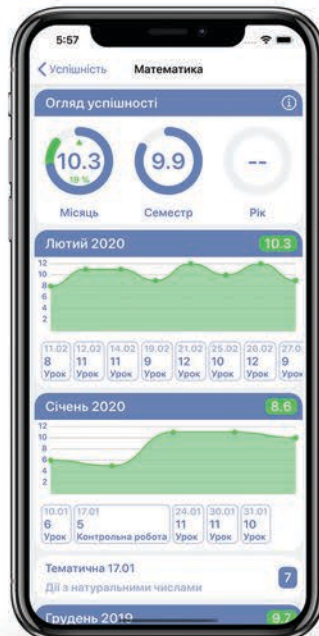 5:57
Успішність
Математика
Огляд успішності
10.3
19 %
9.9
--
Місяць
Семестр
Рік
Лютий 2020
10.3
12
10
8
6
4
2
11.02 12.02 14.02 19.02 21.02 25.02 26.02 27.0
8 11 11 9 12 10 12 9
Урок Урок Урок Урок Урок Урок Урок Урок
Січень 2020
8.6
12
10
8
6
4
2
10.01 17.01 24.01 30.01 31.01
6 5 11 11 10
Урок Контрольна робота Урок Урок Урок
Тематична 17.01
7
Дії з натуральними числами
Грудень 2019
9.7